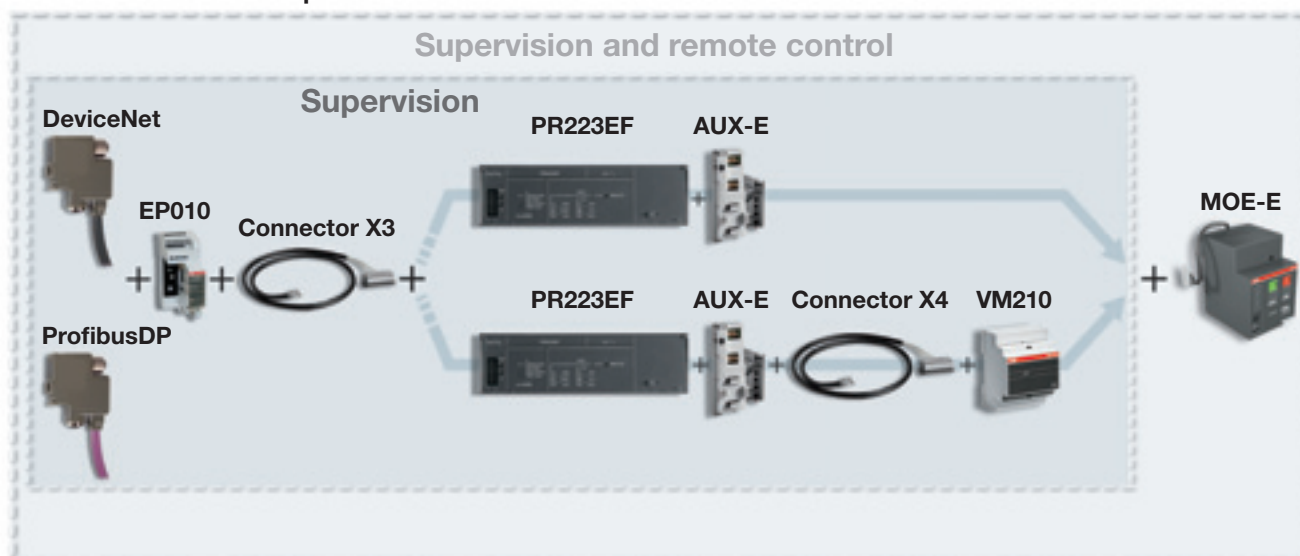 Supervision and remote control
Supervision
DeviceNet
PR223EF
AUX-E
EP010
Connector X3
MOE-E
PR223EF
AUX-E
Connector X4
VM210
ProfibusDP